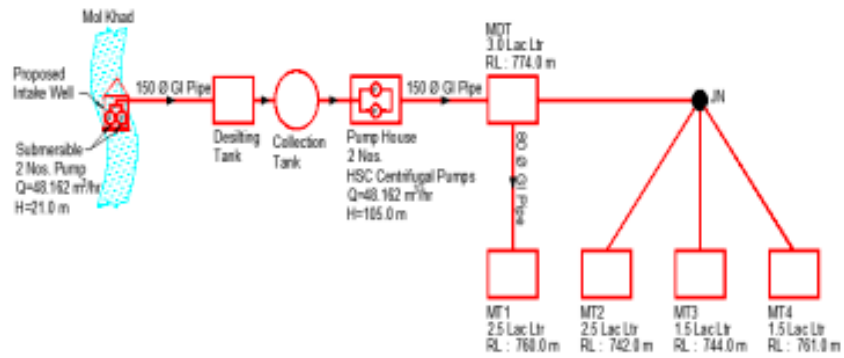 Mol Khad
Proposed
Intake Well
Submerable
2 Nos. Pump
Q=48.162 m³/hr
H=21.0 m
150 Ø GI Pipe
Desilting
Tank
Collection
Tank
Pump House
2 Nos.
HSC Centrifugal Pumps
Q=48.162 m³/hr
H=105.0 m
150 Ø GI Pipe
MDT
3.0 Lac Ltr
RL : 774.0 m
JN
80 Ø GI Pipe
MT1
2.5 Lac Ltr
RL : 760.0 m
MT2
2.5 Lac Ltr
RL : 742.0 m
MT3
1.5 Lac Ltr
RL : 744.0 m
MT4
1.5 Lac Ltr
RL : 761.0 m